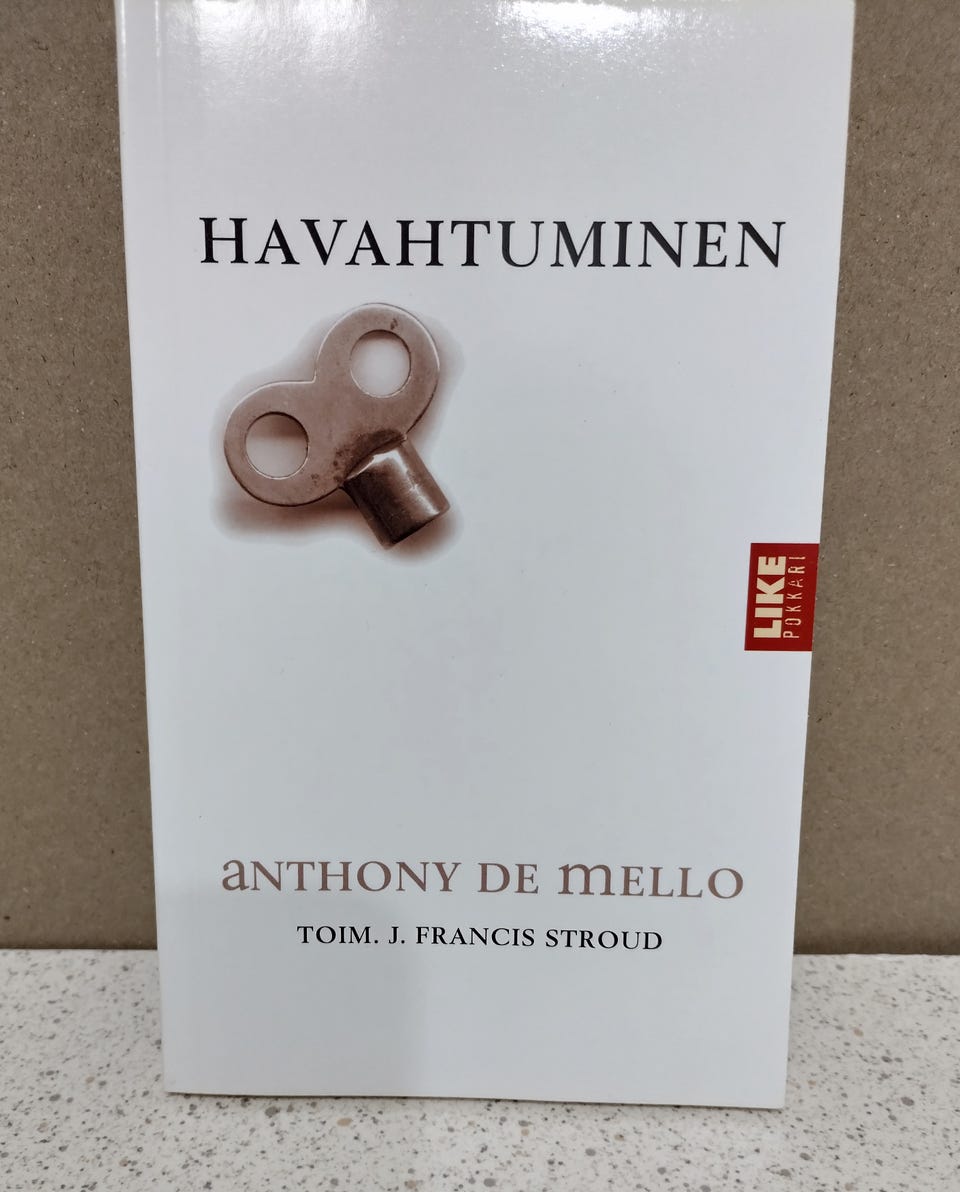 HAVAHTUMINEN
LIKE
POKKARI
aNTHONY DE mELLO
TOIM. J. FRANCIS STROUD